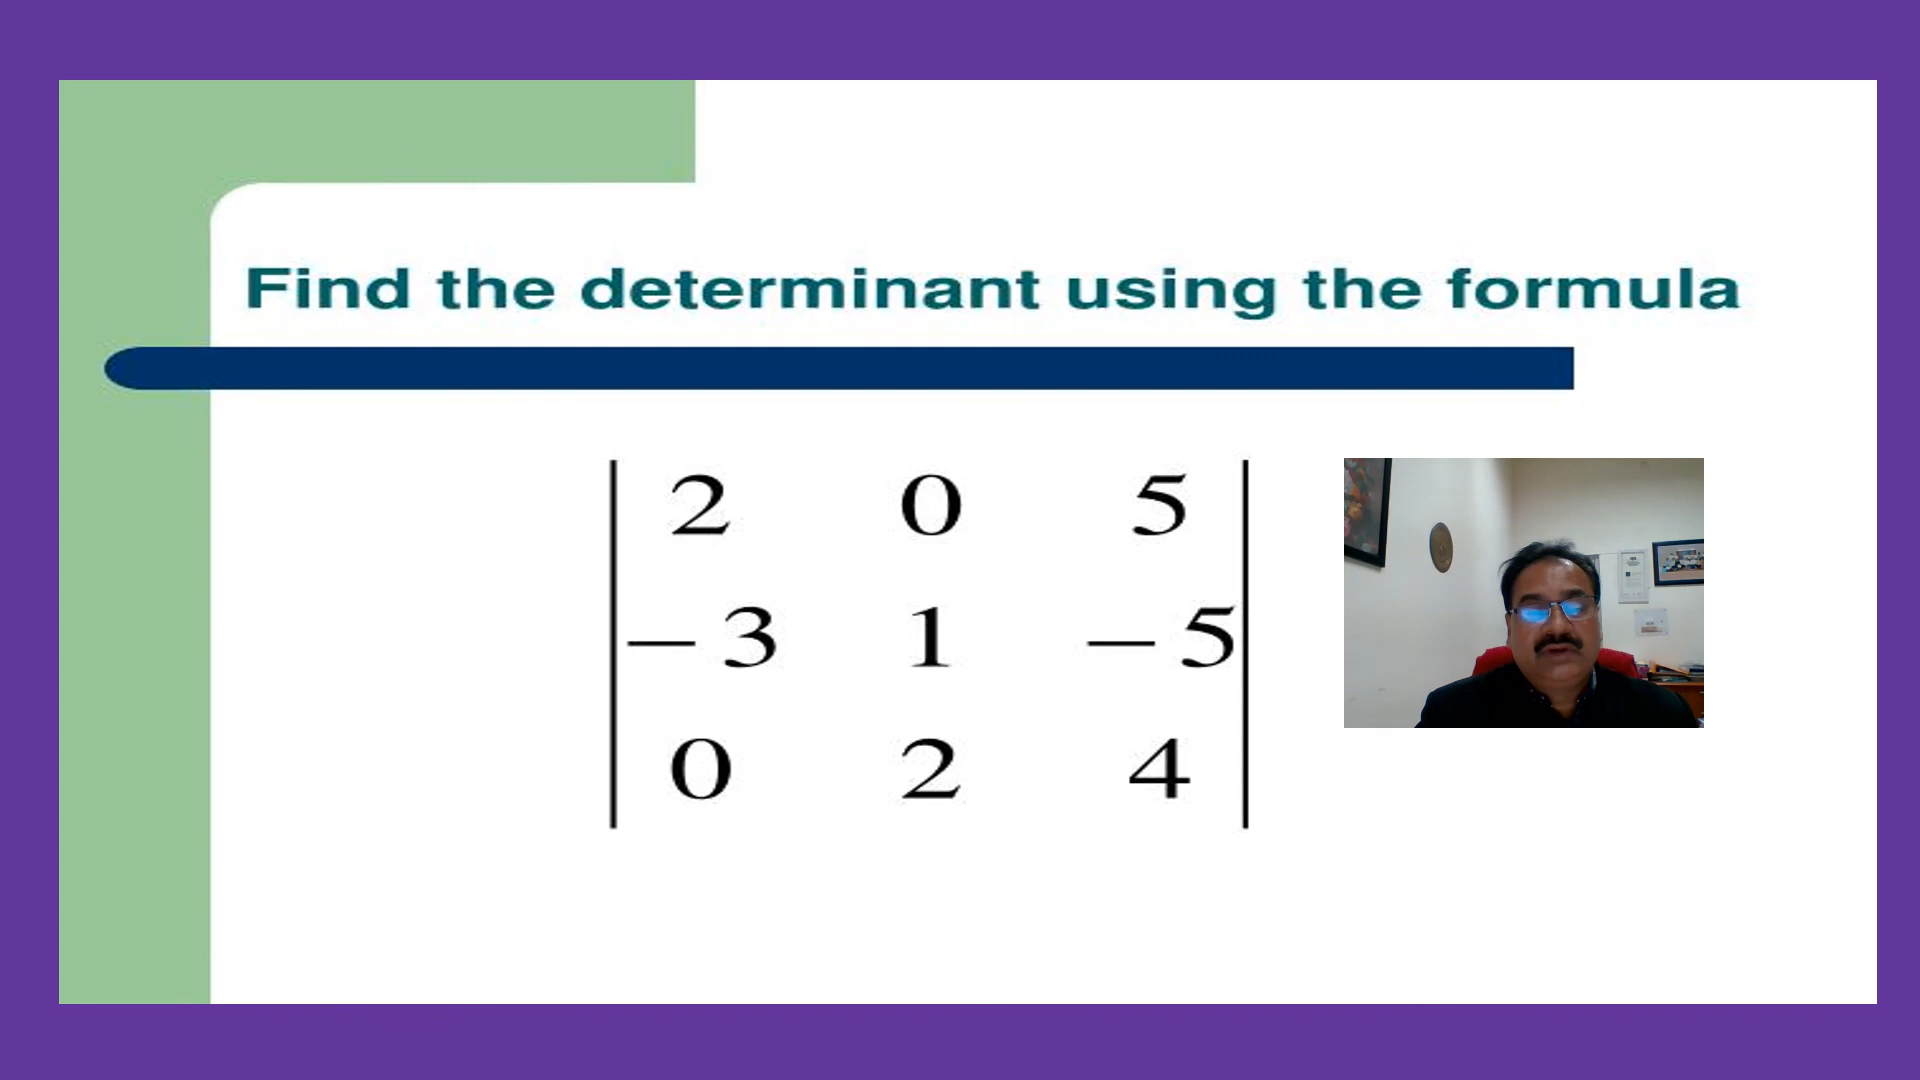 Find the determinant using the formula
2 0 5
− 3 1 − 5
0 2 4